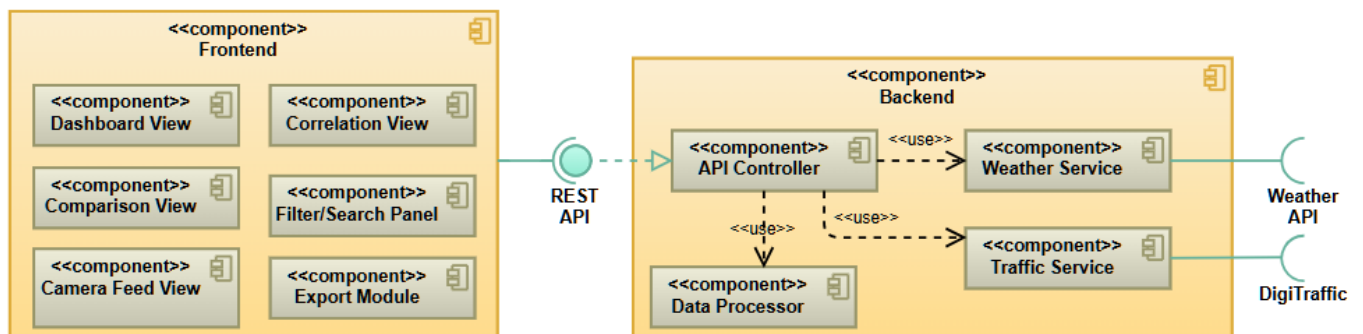 <<component>>
Frontend
<<component>>
Dashboard View
<<component>>
Correlation View
<<component>>
Comparison View
<<component>>
Filter/Search Panel
<<component>>
Camera Feed View
<<component>>
Export Module
REST
API
<<component>>
Backend
<<component>>
API Controller
<<use>>
<<component>>
Weather Service
<<use>>
<<use>>
<<component>>
Traffic Service
<<component>>
Data Processor
Weather
API
DigiTraffic